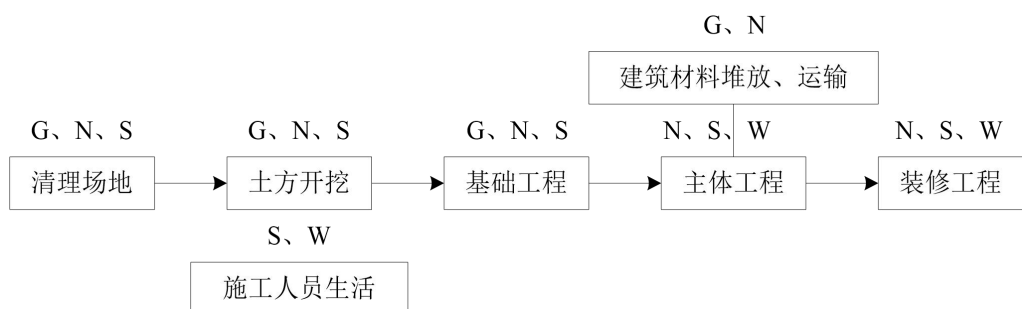 G、N
建筑材料堆放、运输
G、N、S
G、N、S
G、N、S
N、S、W
N、S、W
清理场地
土方开挖
基础工程
主体工程
装修工程
S、W
施工人员生活